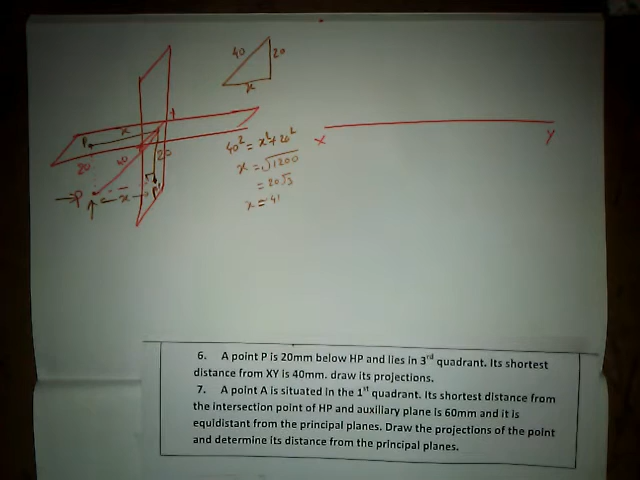 40 20
x
40² = x² + 20²
x = √1200
= 20√3
x
20
40
20
P
x
P
X Y
6. A point P is 20mm below HP and lies in 3rd quadrant. Its shortest
distance from XY is 40mm. draw its projections.
7. A point A is situated in the 1st quadrant. Its shortest distance from
the intersection point of HP and auxiliary plane is 60mm and it is
equidistant from the principal planes. Draw the projections of the point
and determine its distance from the principal planes.